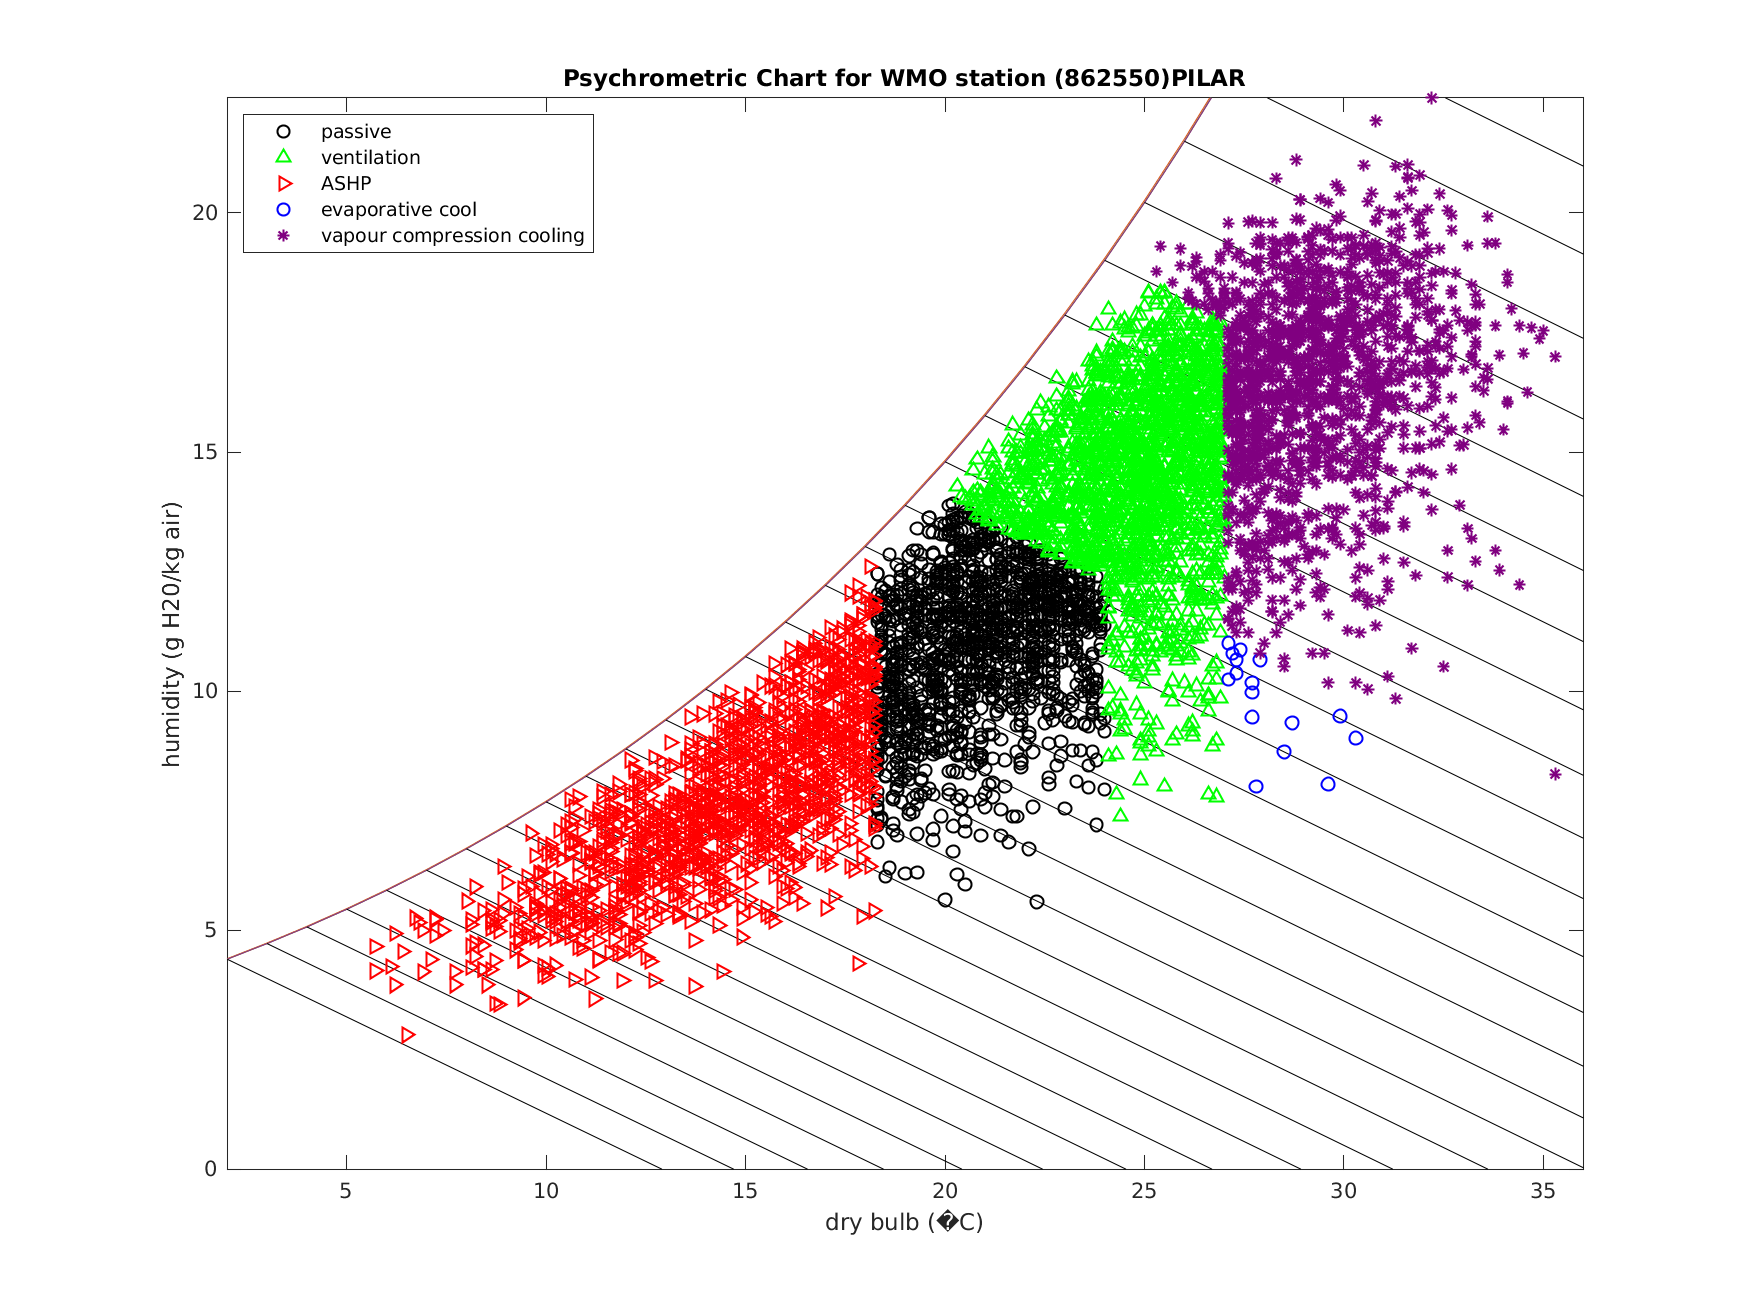 Psychrometric Chart for WMO station (862550)PILAR
passive
ventilation
ASHP
evaporative cool
vapour compression cooling
humidity (g H20/kg air)
20
15
10
5
0
5 10 15 20 25 30 35
dry bulb (�C)